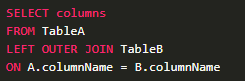 SELECT columns
FROM TableA
LEFT OUTER JOIN TableB
ON A.columnName = B.columnName